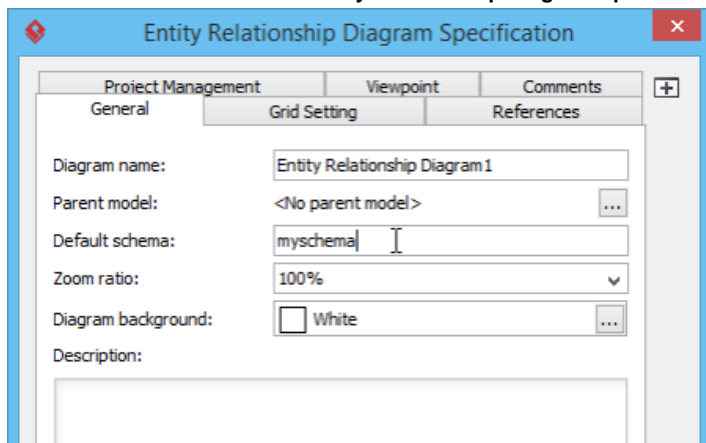 Entity Relationship Diagram Specification
Project Management Viewpoint Comments
General Grid Setting References
Diagram name: Entity Relationship Diagram1
Parent model: <No parent model> ...
Default schema: myschema
Zoom ratio: 100%
Diagram background: White ...
Description: